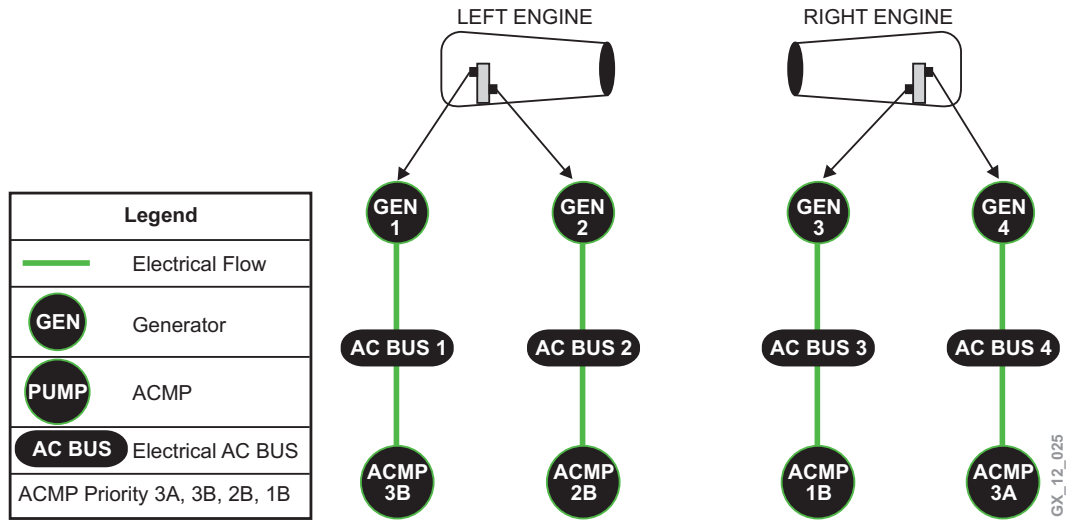 LEFT ENGINE
RIGHT ENGINE
GEN
1
GEN
2
GEN
3
GEN
4
AC BUS 1
AC BUS 2
AC BUS 3
AC BUS 4
ACMP
3B
ACMP
2B
ACMP
1B
ACMP
3A
Legend
Electrical Flow
GEN
Generator
PUMP
ACMP
AC BUS
Electrical AC BUS
ACMP Priority 3A, 3B, 2B, 1B
GX_12_025